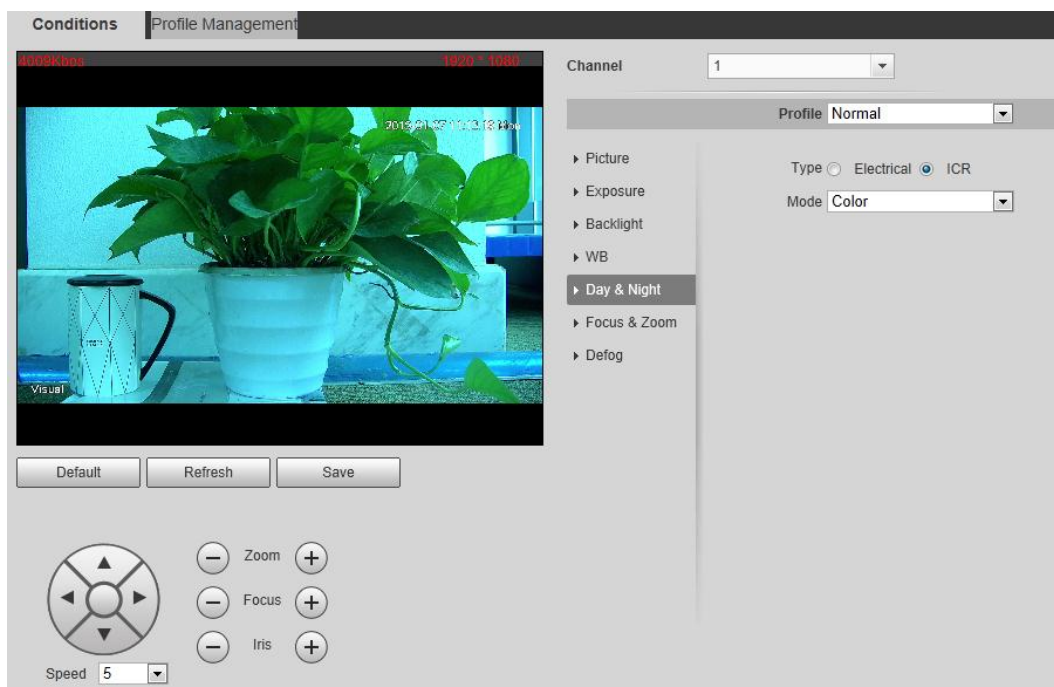 Conditions Profile Management
4009Kbps 1920 * 1080
Visual
Default Refresh Save
Zoom
Focus
Iris
Speed 5
Channel 1
Profile Normal
Picture
Exposure
Backlight
WB
Day & Night
Focus & Zoom
Defog
Type Electrical ICR
Mode Color